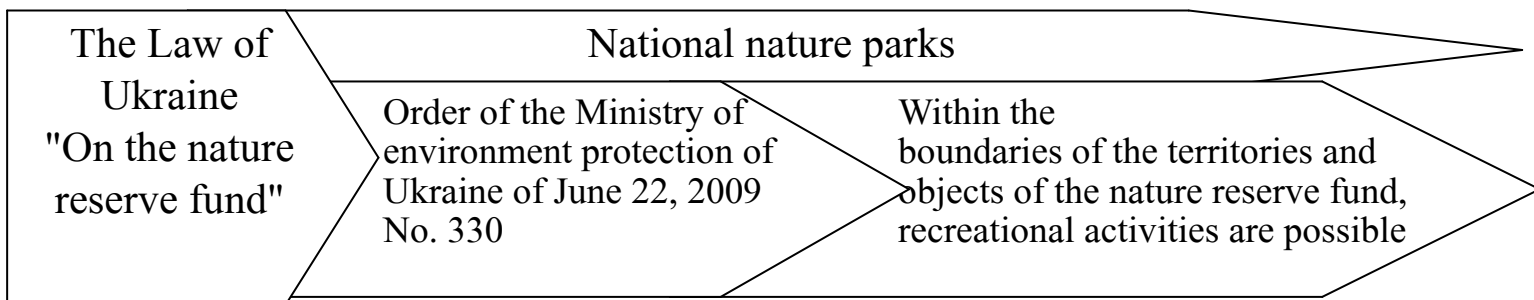 The Law of
Ukraine
"On the nature
reserve fund"
National nature parks
Order of the Ministry of
environment protection of
Ukraine of June 22, 2009
No. 330
Within the
boundaries of the territories and
objects of the nature reserve fund,
recreational activities are possible